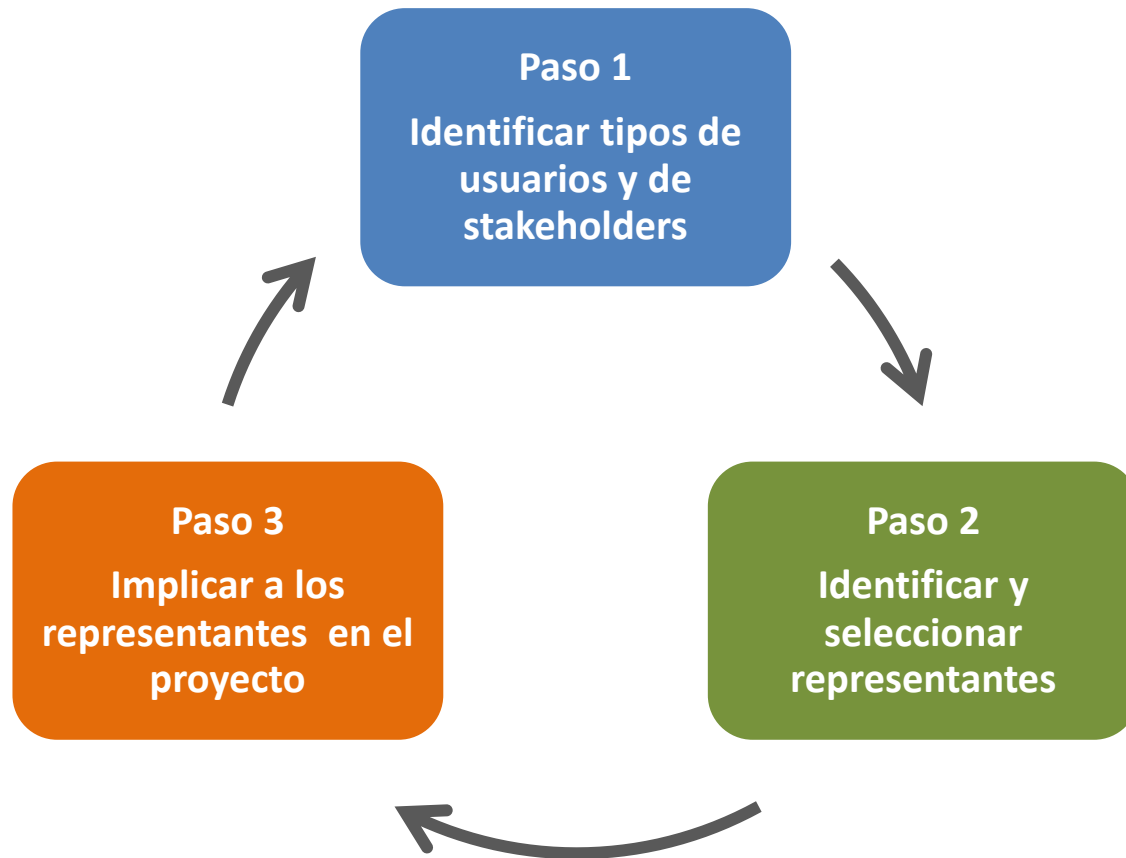 Paso 1
Identificar tipos de
usuarios y de
stakeholders
Paso 3
Implicar a los
representantes en el
proyecto
Paso 2
Identificar y
seleccionar
representantes